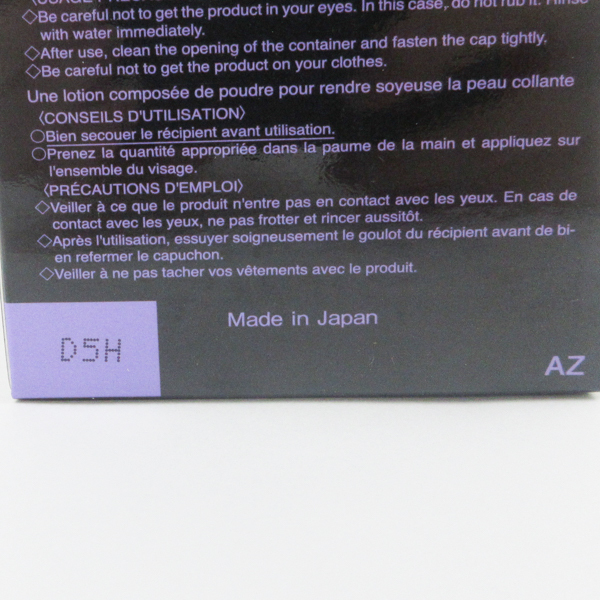 ◇Be careful not to get the product in your eyes. In this case, do not rub it. Rinse
with water immediately.
◇After use, clean the opening of the container and fasten the cap tightly.
◇Be careful not to get the product on your clothes.
Une lotion composée de poudre pour rendre soyeuse la peau collante
〈CONSEILS D'UTILISATION〉
○Bien secouer le récipient avant utilisation.
○Prenez la quantité appropriée dans la paume de la main et appliquez sur
l'ensemble du visage.
〈PRÉCAUTIONS D'EMPLOI〉
◇Veiller à ce que le produit n'entre pas en contact avec les yeux. En cas de
contact avec les yeux, ne pas frotter et rincer aussitôt.
◇Après l'utilisation, essuyer soigneusement le goulot du récipient avant de bi-
en refermer le capuchon.
◇Veiller à ne pas tacher vos vêtements avec le produit.
Made in Japan
D5H
AZ